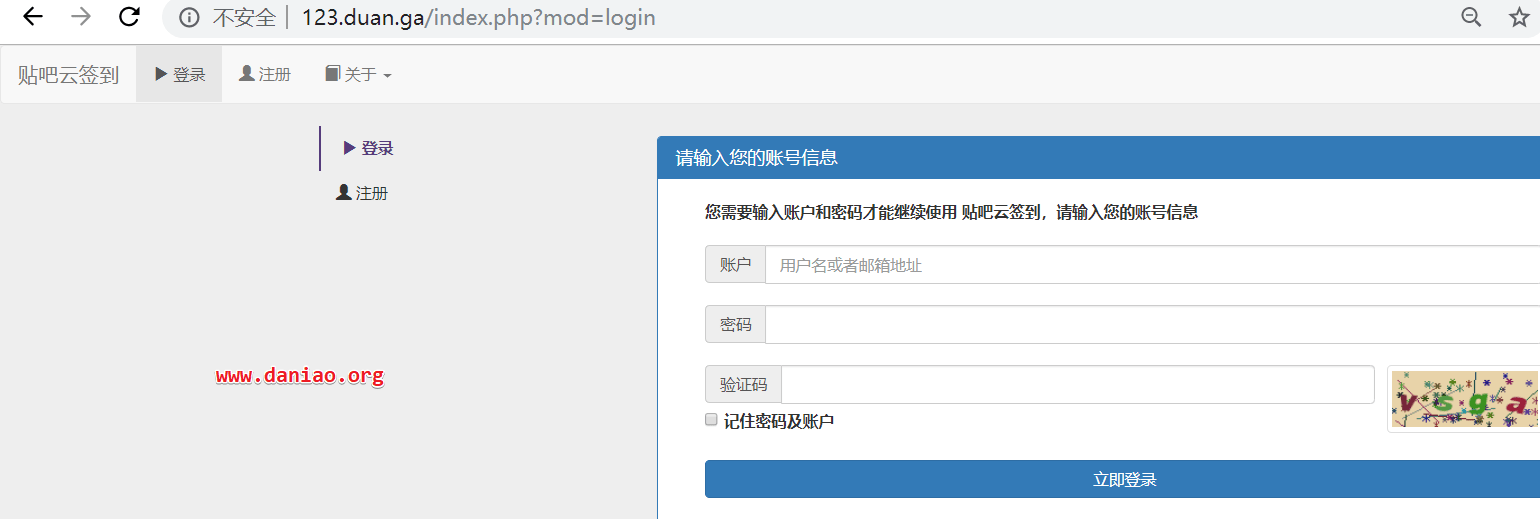 不安全 123.duan.ga/index.php?mod=login
贴吧云签到 登录 注册 关于
登录
注册
请输入您的账号信息
您需要输入账户和密码才能继续使用 贴吧云签到，请输入您的账号信息
账户 用户名或者邮箱地址
密码
www.daniao.org
验证码 vsga
记住密码及账户
立即登录